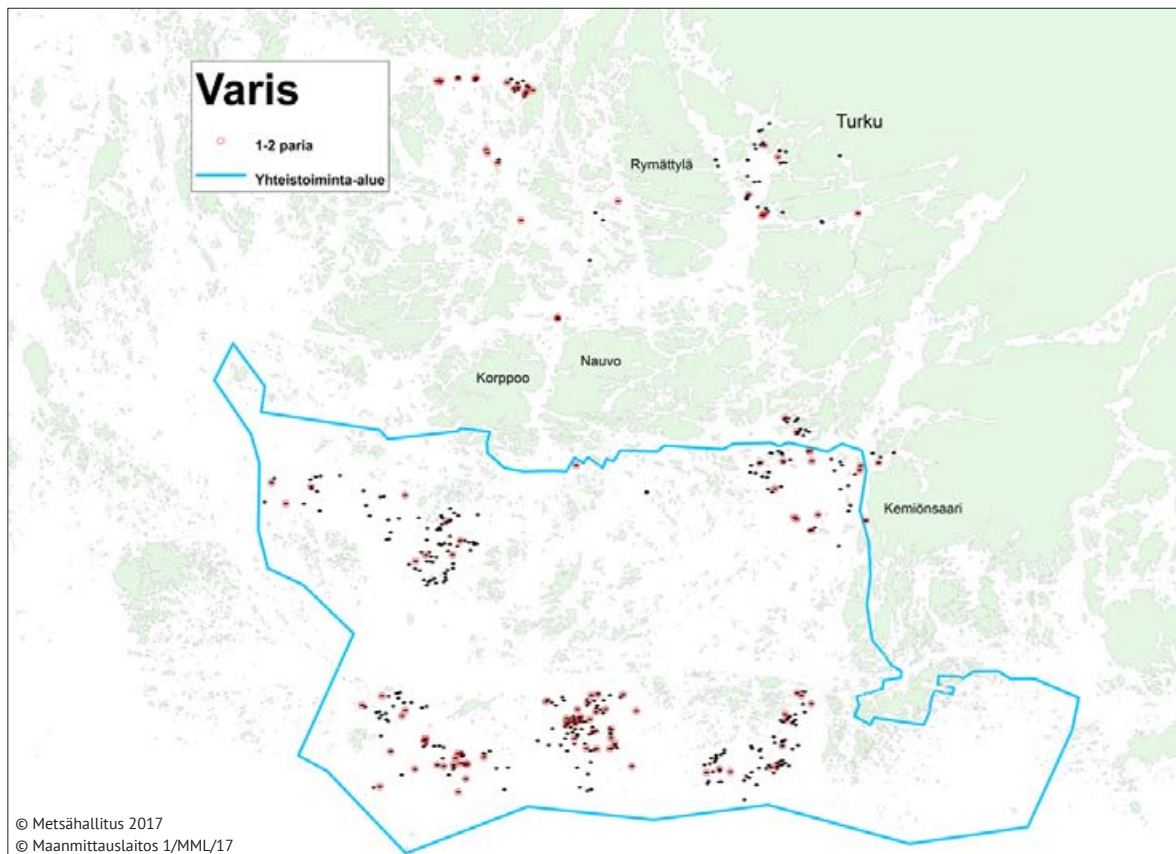 Varis
1-2 paria
Yhteistoiminta-alue
Turku
Rymättylä
Nauvo
Korppoo
Kemiönsaari
© Metsähallitus 2017
© Maanmittauslaitos 1/MML/17